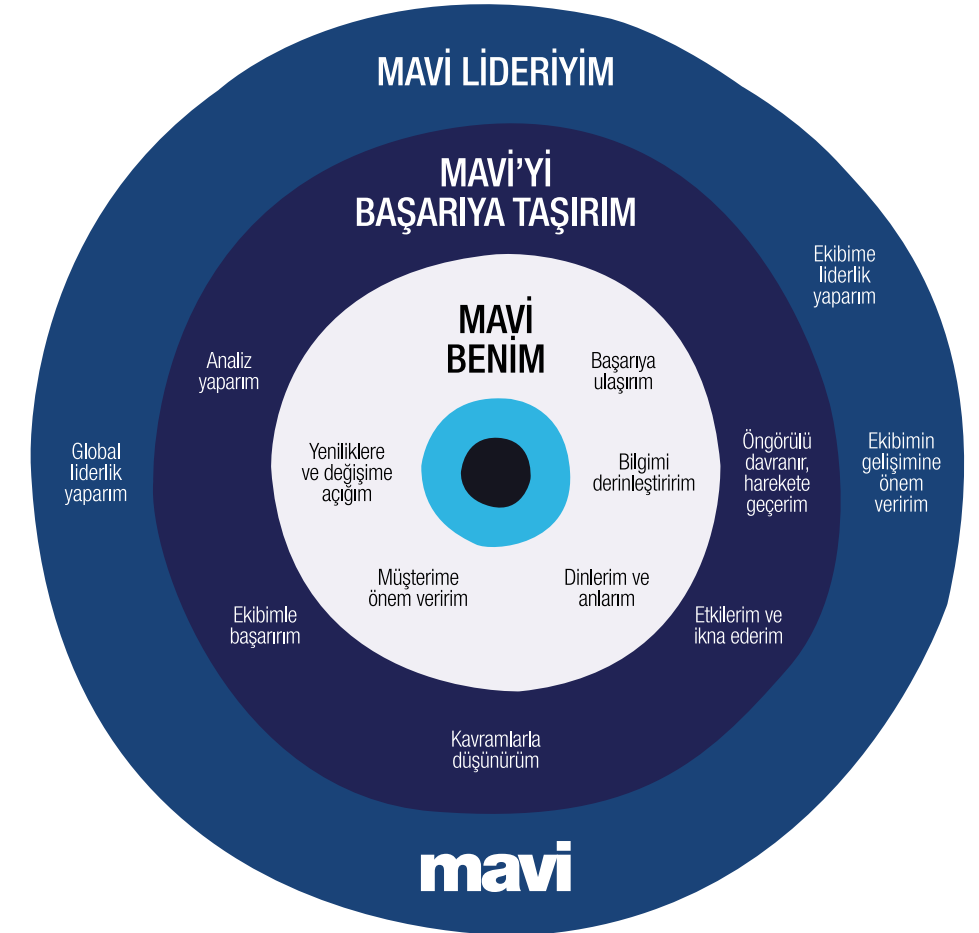 MAVİ LİDERİYİM
MAVİ'Yİ
BAŞARIYA TAŞIRIM
MAVİ
BENİM
Ekibime
liderlik
yaparım
Analiz
yaparım
Başarıya
ulaşırım
Global
liderlik
yaparım
Yeniliklere
ve değişime
açığım
Bilgimi
derinleştiririm
Öngörülü
davranır,
harekete
geçerim
Ekibimin
gelişimine
önem
veririm
Müşterime
önem veririm
Dinlerim ve
anlarım
Ekibimle
başarırım
Etkilerim ve
ikna ederim
Kavramlarla
düşünürüm
mavi